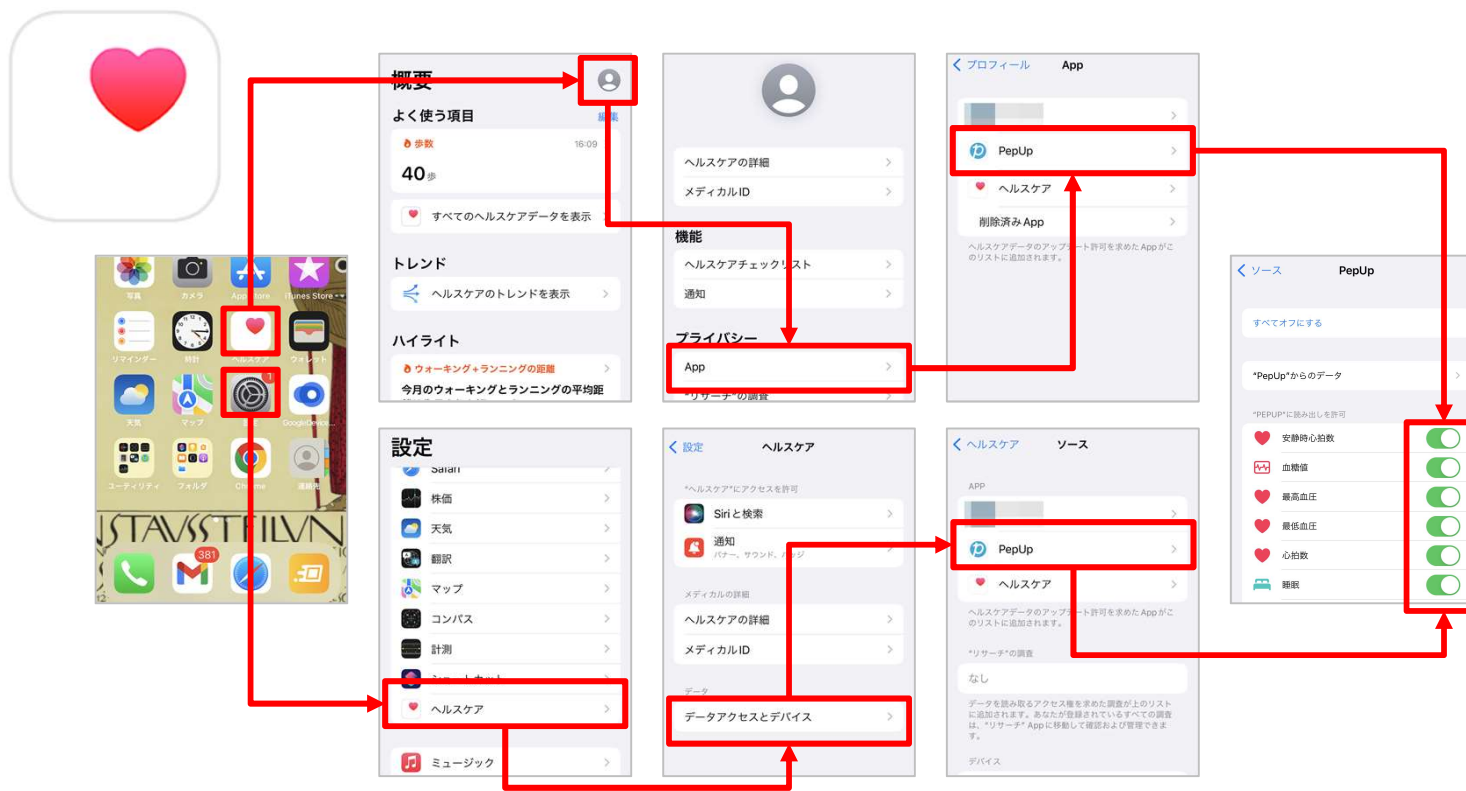 写真
カメラ
App Store
iTunes Store
リマインダー
時計
ヘルスケア
ウォレット
1
天気
マップ
設定
GoogleDevice...
ユーティリティ
フォルダ
Chrome
連絡先
381
概要
よく使う項目
編集
歩数
16:09
40歩
すべてのヘルスケアデータを表示
トレンド
ヘルスケアのトレンドを表示
ハイライト
ウォーキング+ランニングの距離
今月のウォーキングとランニングの平均距
ヘルスケアの詳細
メディカルID
機能
ヘルスケアチェックリスト
通知
プライバシー
App
"リサーチ"の調査
プロフィール
App
PepUp
ヘルスケア
削除済み App
ヘルスケアデータのアップデート許可を求めた App がこ
のリストに追加されます。
設定
Safari
株価
天気
翻訳
マップ
コンパス
計測
ショートカット
ヘルスケア
ミュージック
設定
ヘルスケア
"ヘルスケア"にアクセスを許可
Siriと検索
通知
バナー、サウンド、バッジ
メディカルの詳細
ヘルスケアの詳細
メディカルID
データ
データアクセスとデバイス
ヘルスケア
ソース
APP
PepUp
ヘルスケア
ヘルスケアデータのアップデート許可を求めた App がこ
のリストに追加されます。
"リサーチ"の調査
なし
データを読み取るアクセス権を求めた調査が上のリスト
に追加されます。あなたが登録されているすべての調査
は、"リサーチ" App に移動して確認および管理できま
す。
デバイス
ソース
PepUp
すべてオフにする
"PepUp"からのデータ
"PEPUP"に読み出しを許可
安静時心拍数
血糖値
最高血圧
最低血圧
心拍数
睡眠